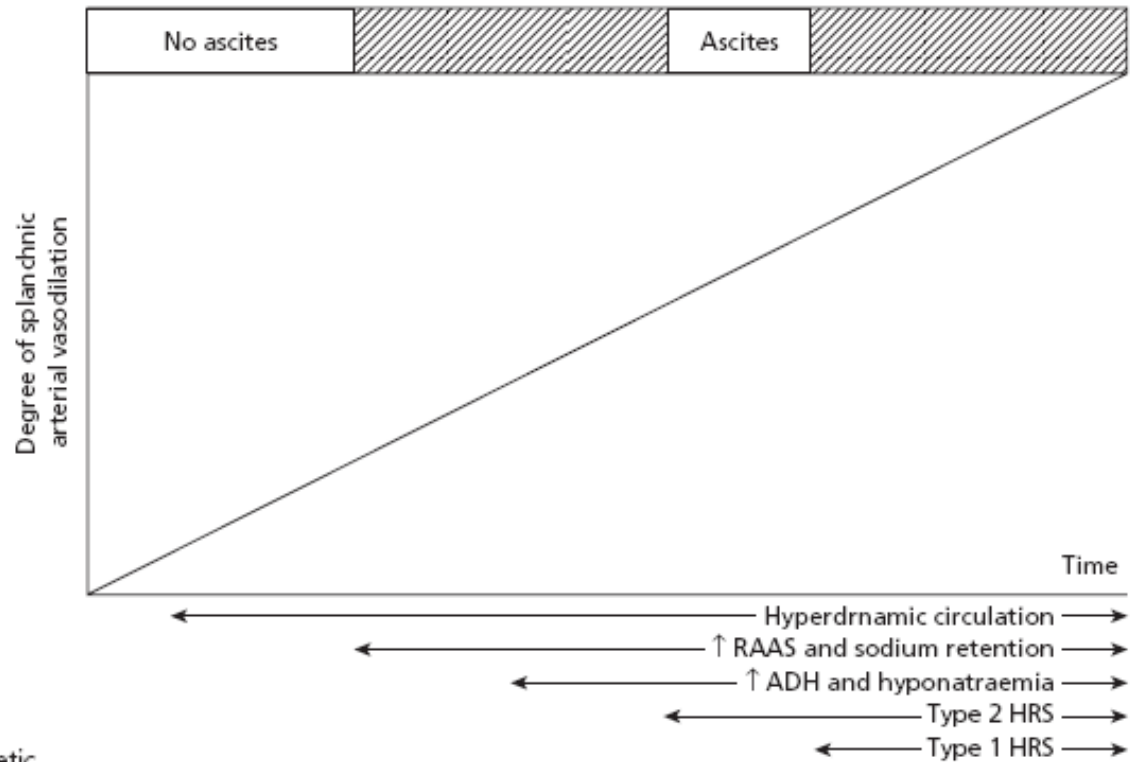 No ascites
Ascites
Degree of splandhnic
arterial vasodilation
Time
Hyperdrnamic circulation
↑ RAAS and sodium retention
↑ ADH and hyponatraemia
Type 2 HRS
Type 1 HRS